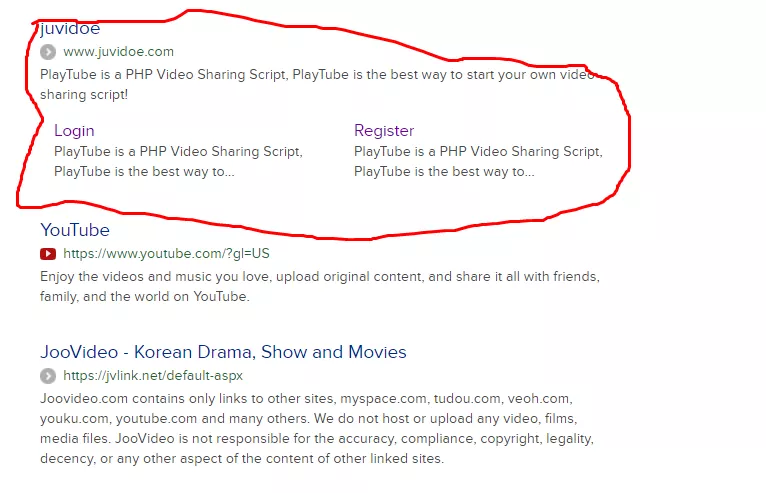 juvidoe
www.juvidoe.com
PlayTube is a PHP Video Sharing Script, PlayTube is the best way to start your own video
sharing script!
Login
Register
PlayTube is a PHP Video Sharing Script,
PlayTube is the best way to...
PlayTube is a PHP Video Sharing Script,
PlayTube is the best way to...
YouTube
https://www.youtube.com/?gl=US
Enjoy the videos and music you love, upload original content, and share it all with friends,
family, and the world on YouTube.
JooVideo - Korean Drama, Show and Movies
https://jvlink.net/default-aspx
Joovideo.com contains only links to other sites, myspace.com, tudou.com, veoh.com,
youku.com, youtube.com and many others. We do not host or upload any video, films,
media files. JooVideo is not responsible for the accuracy, compliance, copyright, legality,
decency, or any other aspect of the content of other linked sites.